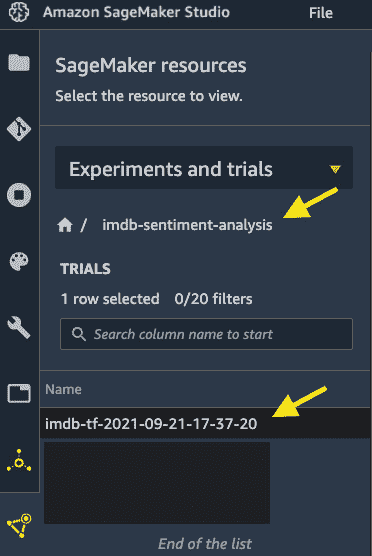 Amazon SageMaker Studio File
SageMaker resources
Select the resource to view.
Experiments and trials
/ imdb-sentiment-analysis
TRIALS
1 row selected 0/20 filters
Search column name to start
Name
imdb-tf-2021-09-21-17-37-20
End of the list